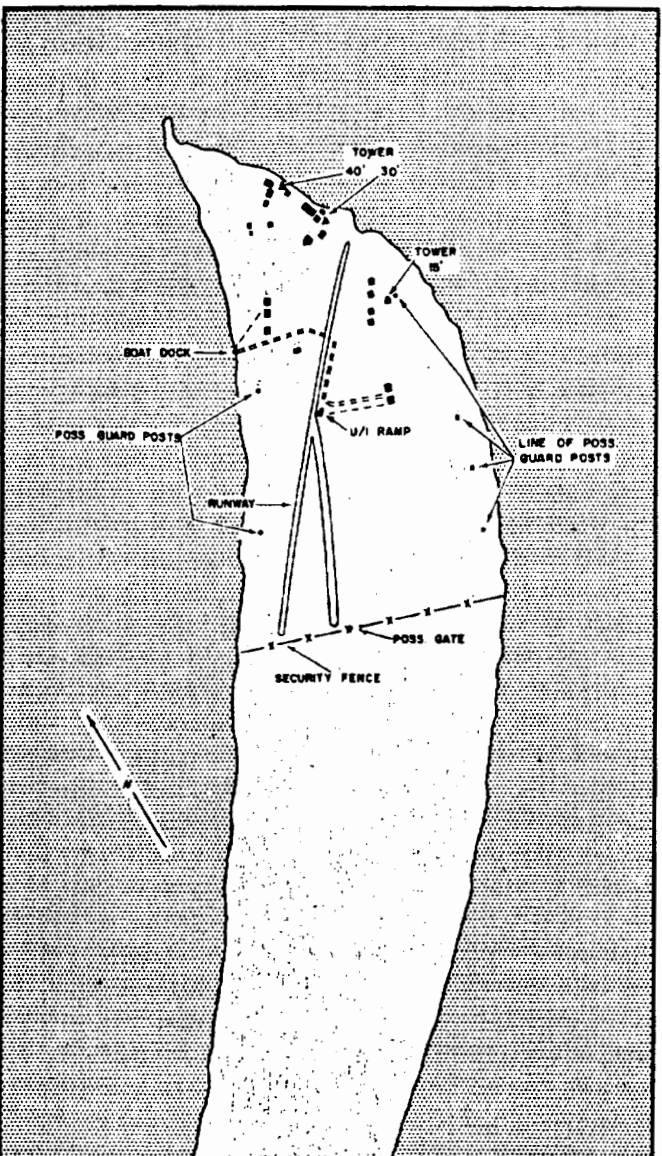 TOWER
40' 30'
TOWER
15'
BOAT DOCK
POSS GUARD POSTS
U/I RAMP
LINE OF POSS
GUARD POSTS
RUNWAY
POSS. GATE
SECURITY FENCE
N